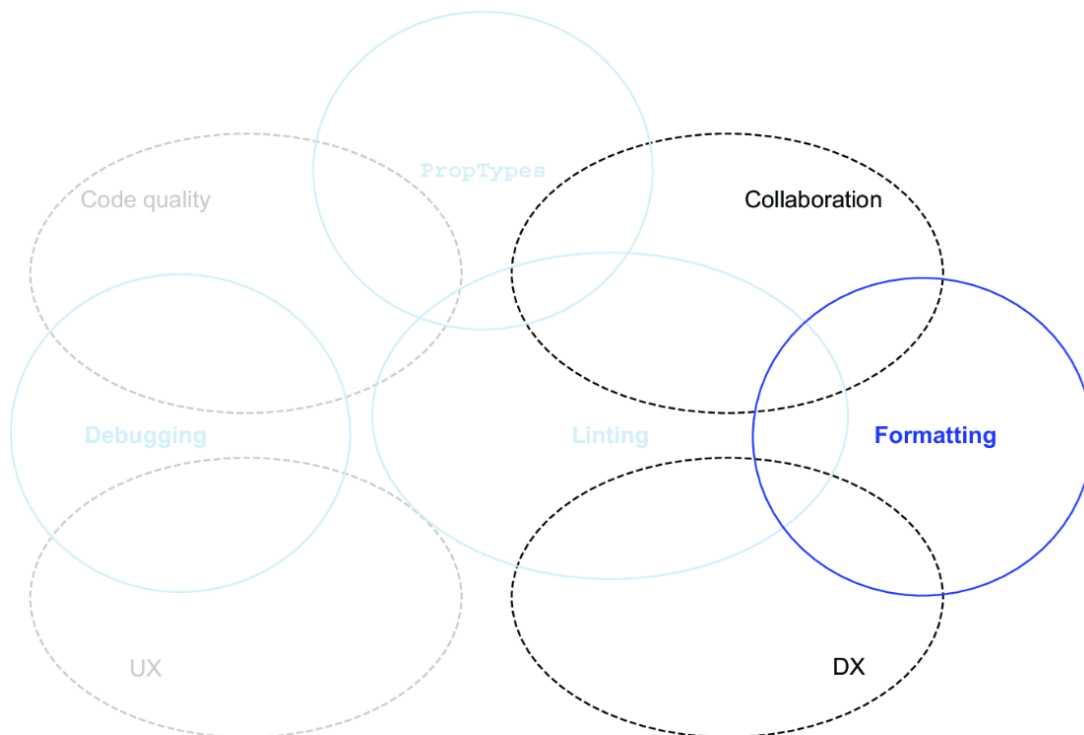 PropTypes
Code quality
Collaboration
Debugging
Linting
Formatting
UX
DX